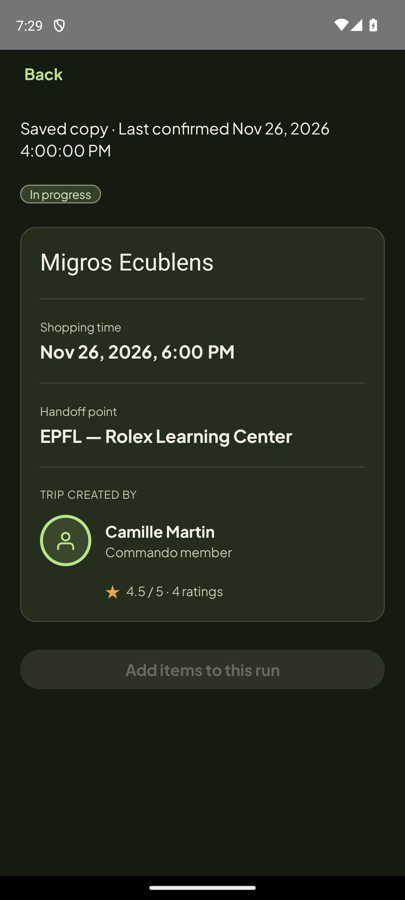 7:29
Back
Saved copy · Last confirmed Nov 26, 2026
4:00:00 PM
In progress
Migros Ecublens
Shopping time
Nov 26, 2026, 6:00 PM
Handoff point
EPFL — Rolex Learning Center
TRIP CREATED BY
Camille Martin
Commando member
4.5 / 5 · 4 ratings
Add items to this run